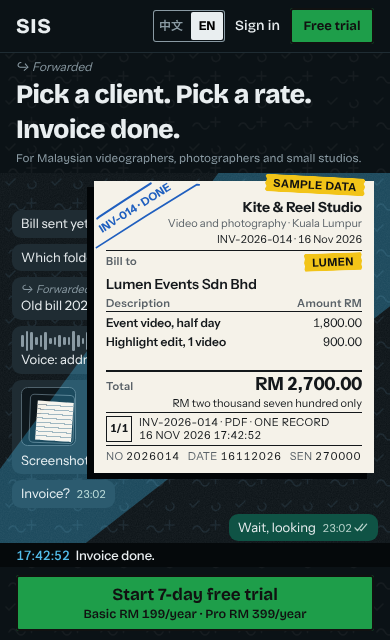 SIS
中文 EN
Sign in
Free trial
Forwarded
Pick a client. Pick a rate.
Invoice done.
For Malaysian videographers, photographers and small studios.
SAMPLE DATA
INV-014 · DONE
Kite & Reel Studio
Video and photography · Kuala Lumpur
INV-2026-014 · 16 Nov 2026
Bill to
LUMEN
Lumen Events Sdn Bhd
Description Amount RM
Event video, half day 1,800.00
Highlight edit, 1 video 900.00
Total RM 2,700.00
RM two thousand seven hundred only
1/1
INV-2026-014 · PDF · ONE RECORD
16 NOV 2026 17:42:52
NO 2026014 DATE 16112026 SEN 270000
Bill sent yet
Which fold
Forwarded
Old bill 202
Voice: addr
Screenshot
Invoice? 23:02
Wait, looking 23:02
17:42:52 Invoice done.
Start 7-day free trial
Basic RM 199/year · Pro RM 399/year